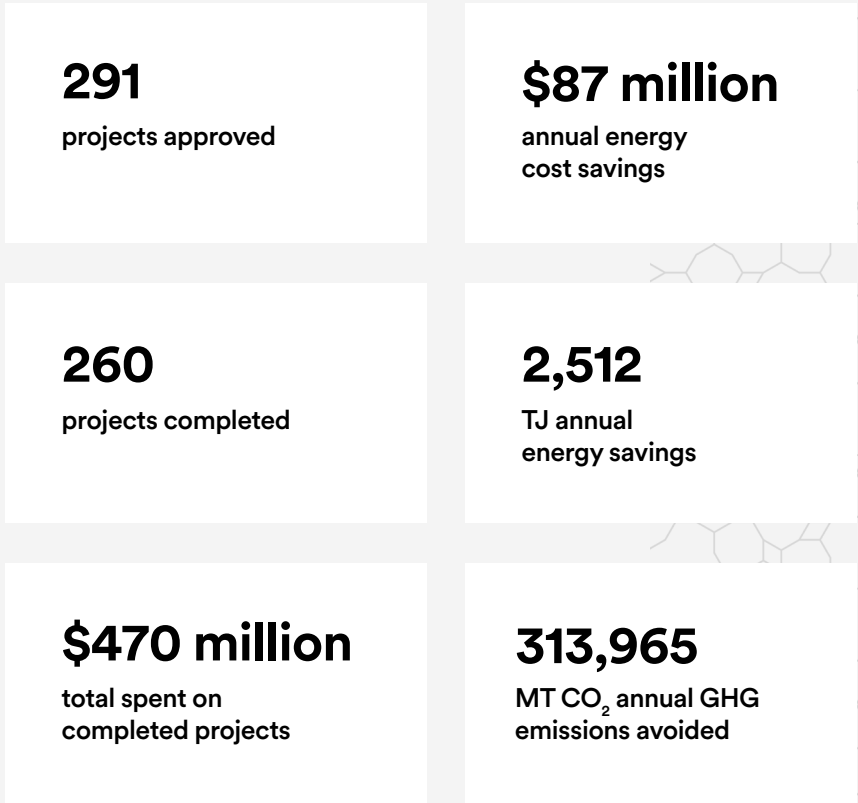 291
projects approved
$87 million
annual energy
cost savings
260
projects completed
2,512
TJ annual
energy savings
$470 million
total spent on
completed projects
313,965
MT CO₂ annual GHG
emissions avoided